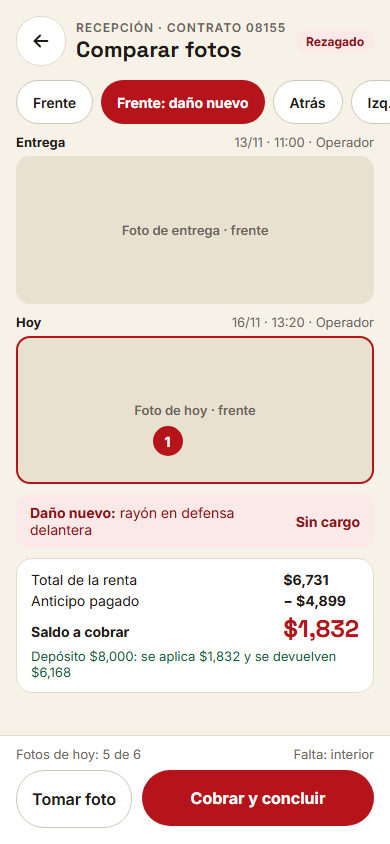 RECEPCIÓN · CONTRATO 08155
Comparar fotos
Rezagado
Frente
Frente: daño nuevo
Atrás
Izq.
Entrega
13/11 · 11:00 · Operador
Foto de entrega · frente
Hoy
16/11 · 13:20 · Operador
Foto de hoy · frente
1
Daño nuevo: rayón en defensa
delantera
Sin cargo
Total de la renta $6,731
Anticipo pagado − $4,899
Saldo a cobrar $1,832
Depósito $8,000: se aplica $1,832 y se devuelven
$6,168
Fotos de hoy: 5 de 6
Falta: interior
Tomar foto
Cobrar y concluir